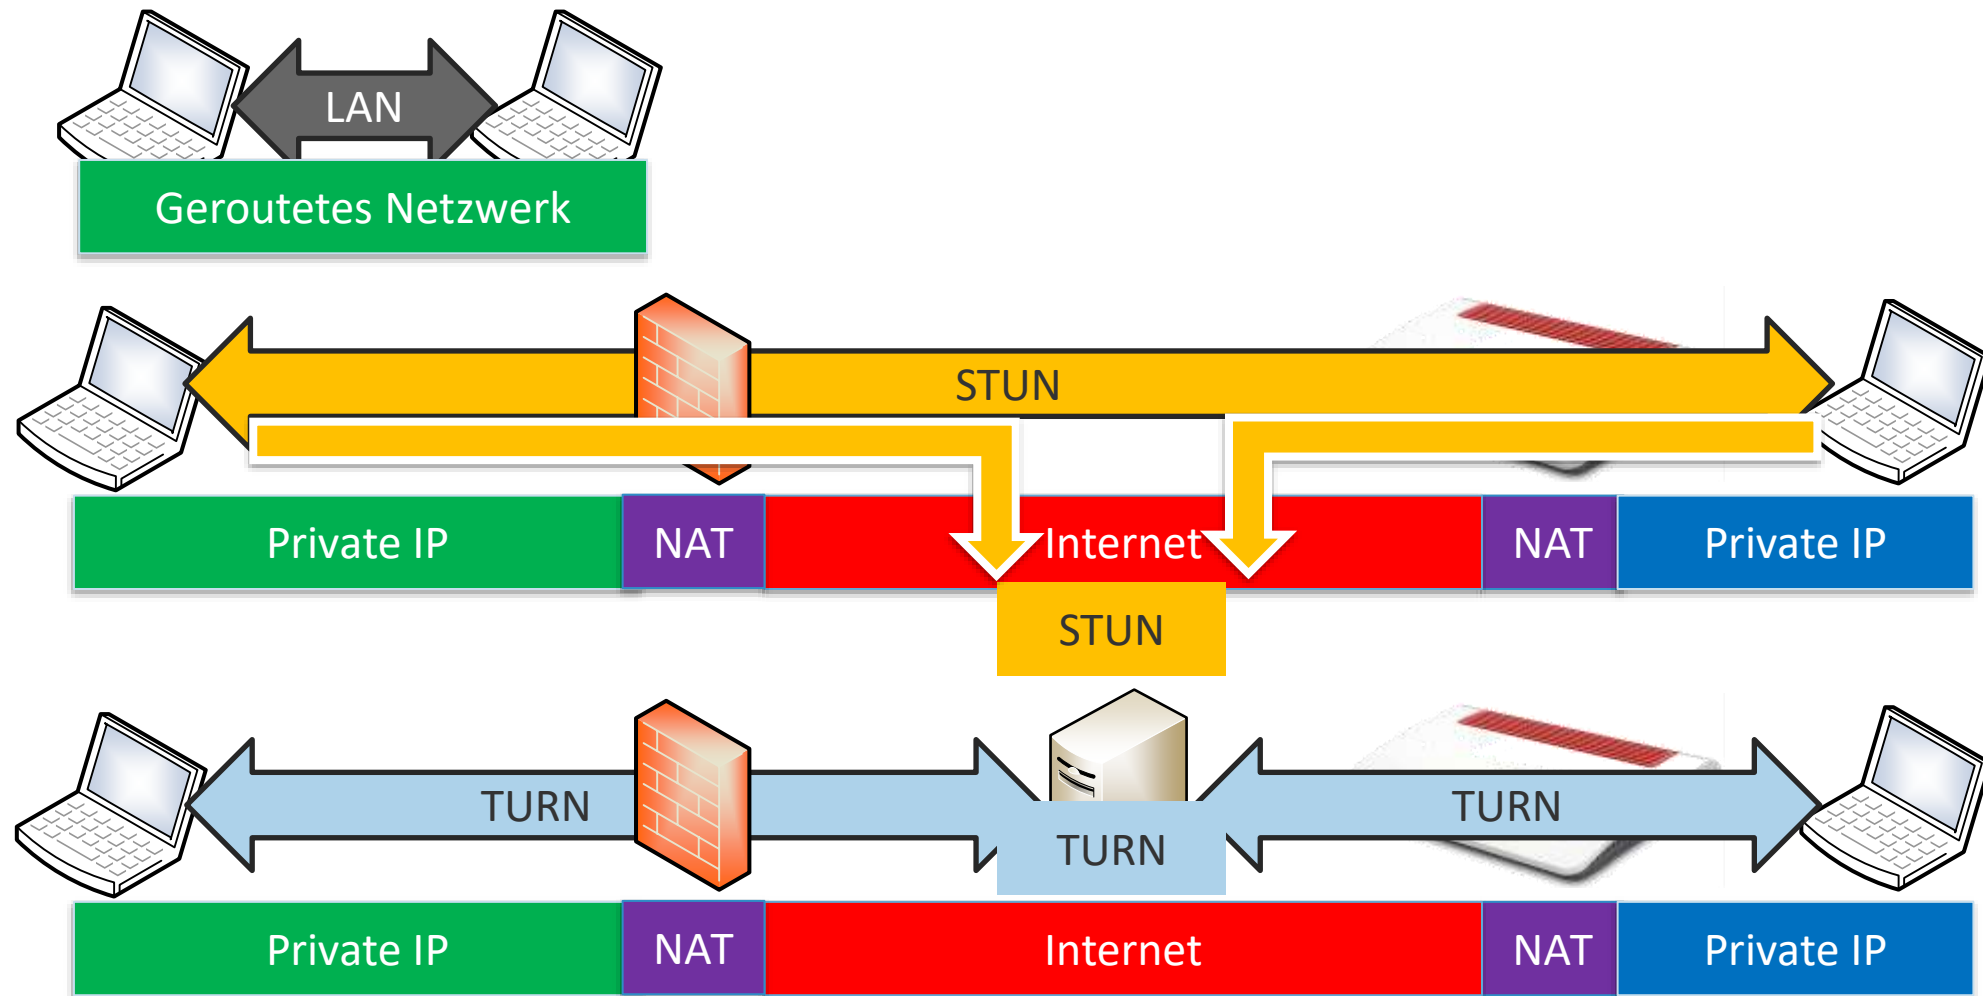 LAN
Geroutetes Netzwerk
STUN
Private IP
NAT
Internet
NAT
Private IP
STUN
TURN
TURN
TURN
Private IP
NAT
Internet
NAT
Private IP